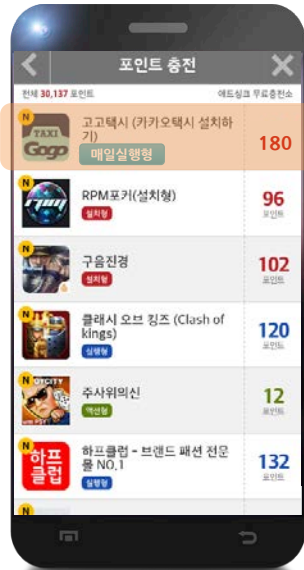 포인트 충전
전체 30,137 포인트 애드싱크 무료충전소
N
TAXI
Gogo
고고택시 (카카오택시 설치하
기)
매일실행형
180
N
RPM포커(설치형)
설치형
96
포인트
N
구음진경
설치형
102
포인트
N
클래시 오브 킹즈 (Clash of
kings)
실행형
120
포인트
N
주사위의신
액션형
12
포인트
N
하프
클럽
하프클럽 - 브랜드 패션 전문
몰 NO.1
실행형
132
포인트
N